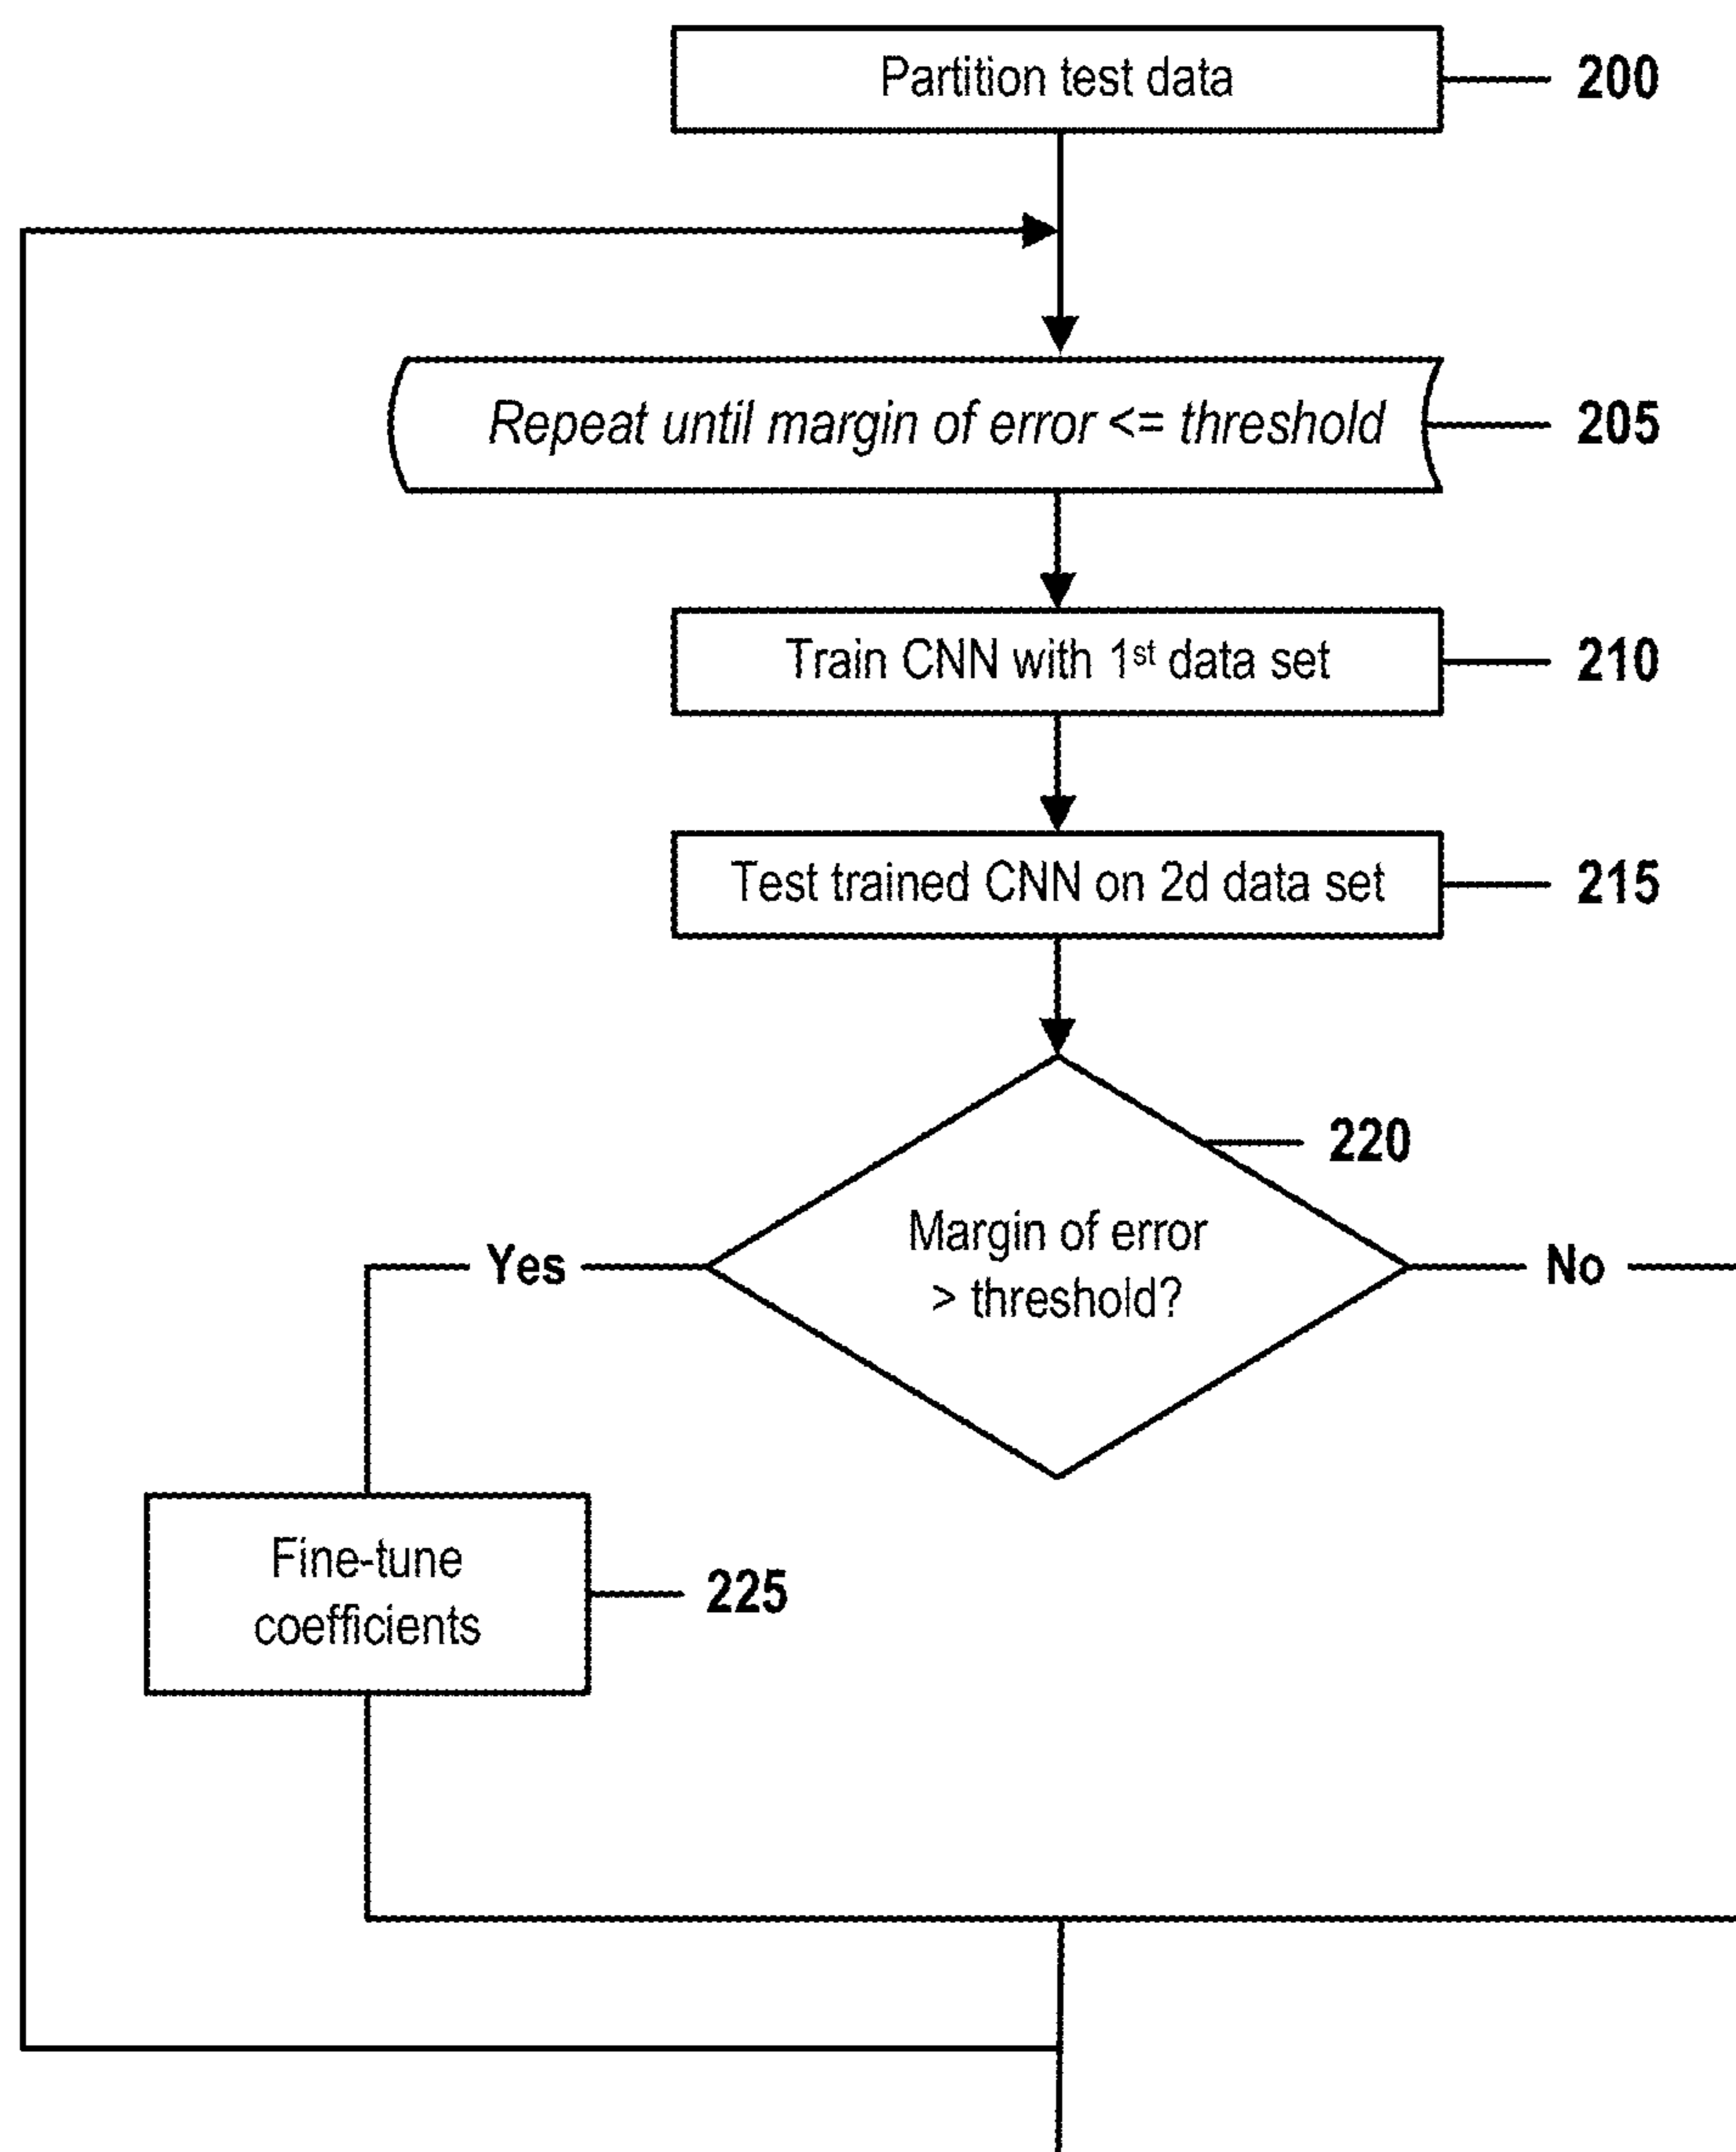 Partition test data
200
Repeat until margin of error <= threshold
205
Train CNN with 1st data set
210
Test trained CNN on 2d data set
215
220
Margin of error
> threshold?
Yes
No
Fine-tune
coefficients
225